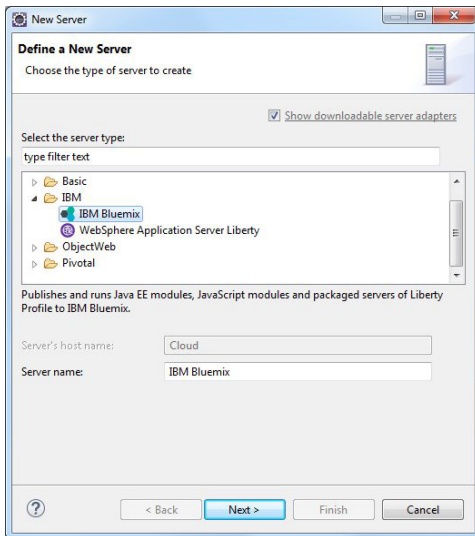 New Server
Define a New Server
Choose the type of server to create
Show downloadable server adapters
Select the server type:
type filter text
Basic
IBM
IBM Bluemix
WebSphere Application Server Liberty
ObjectWeb
Pivotal
Publishes and runs Java EE modules, JavaScript modules and packaged servers of Liberty
Profile to IBM Bluemix.
Server's host name: Cloud
Server name: IBM Bluemix
? < Back Next > Finish Cancel